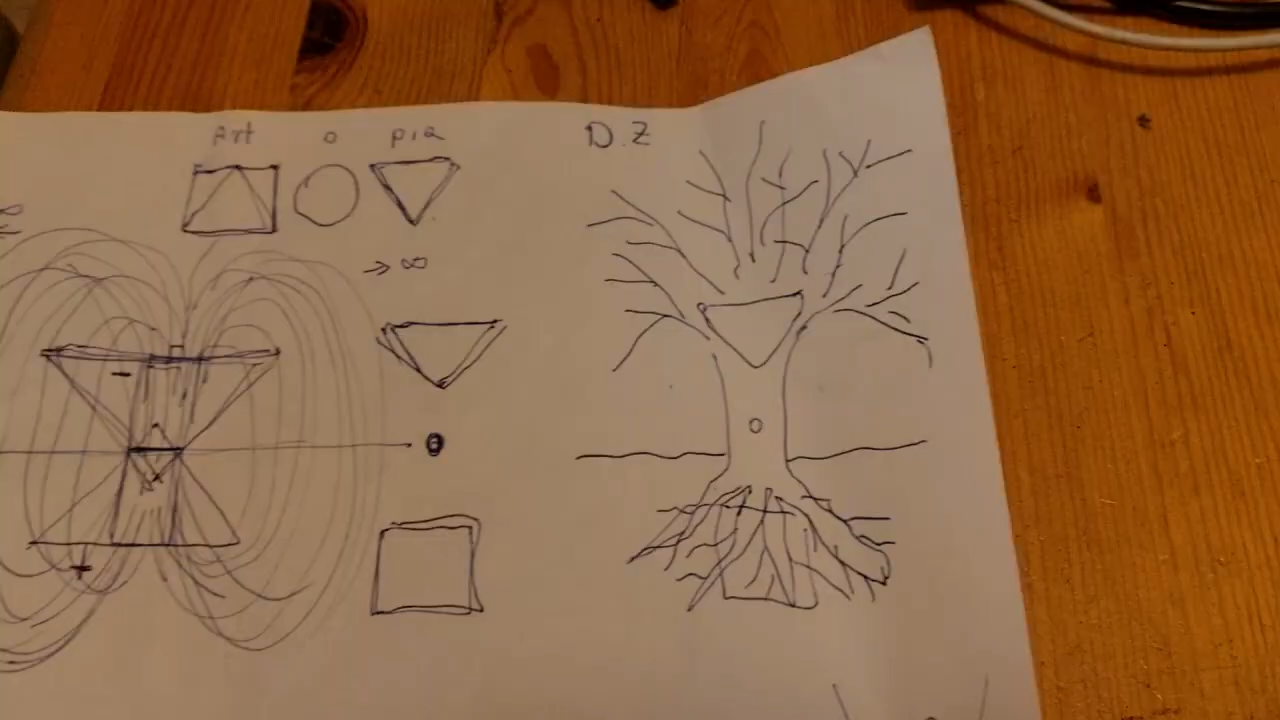 Art o pia D.Z
∞
→ ∞
-
+